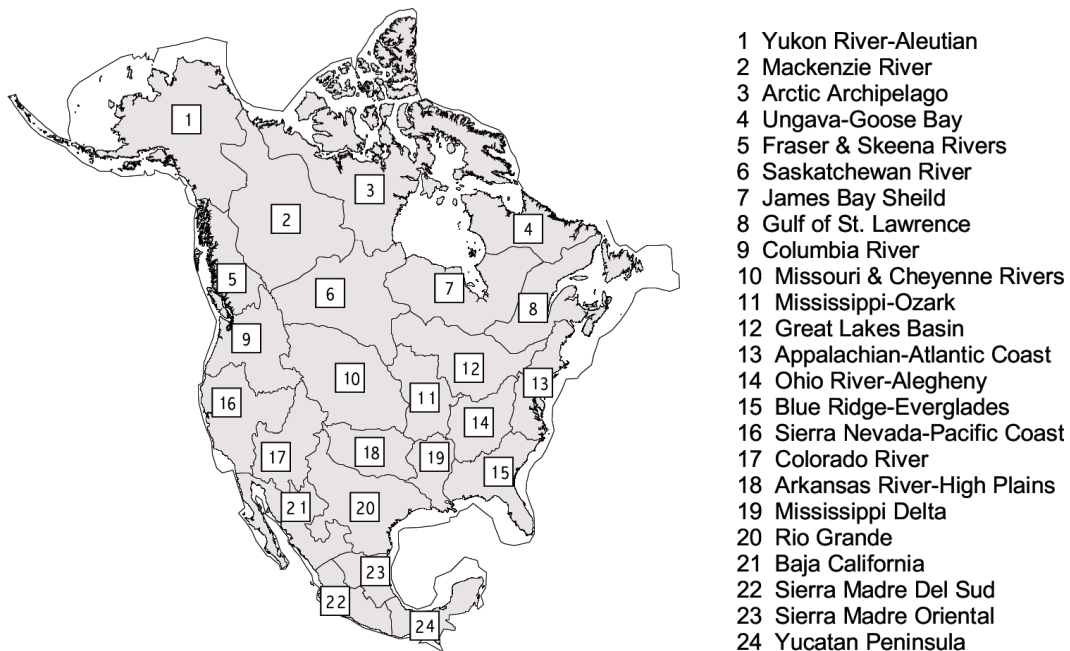 1 Yukon River-Aleutian
2 Mackenzie River
3 Arctic Archipelago
4 Ungava-Goose Bay
5 Fraser & Skeena Rivers
6 Saskatchewan River
7 James Bay Sheild
8 Gulf of St. Lawrence
9 Columbia River
10 Missouri & Cheyenne Rivers
11 Mississippi-Ozark
12 Great Lakes Basin
13 Appalachian-Atlantic Coast
14 Ohio River-Alegheny
15 Blue Ridge-Everglades
16 Sierra Nevada-Pacific Coast
17 Colorado River
18 Arkansas River-High Plains
19 Mississippi Delta
20 Rio Grande
21 Baja California
22 Sierra Madre Del Sud
23 Sierra Madre Oriental
24 Yucatan Peninsula
1
3
2
4
5
7
6
8
9
12
10
13
11
16
14
18
19
17
15
21
20
23
22
24